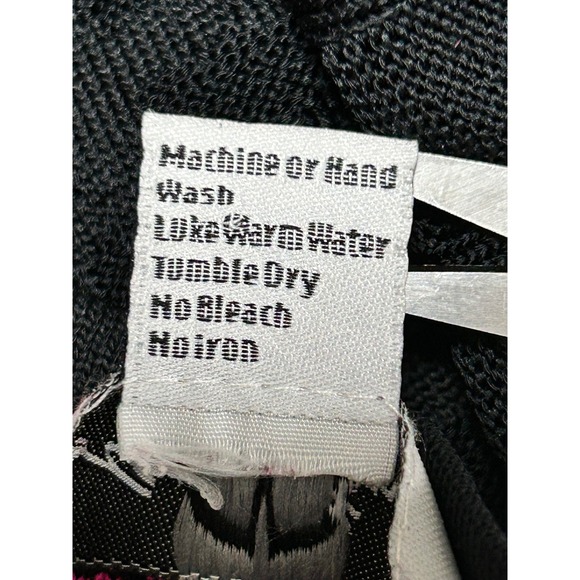 Machine or Hand
Wash
Luke Warm Water
Tumble Dry
No Bleach
No iron